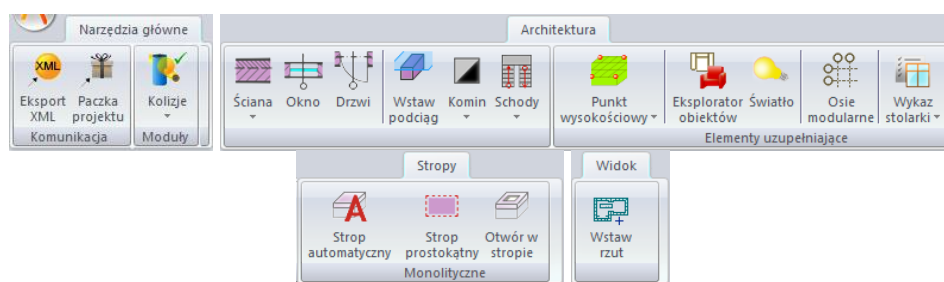 Narzędzia główne
XML
Eksport XML
Paczka projektu
Kolizje
Komunikacja
Moduły
Architektura
Ściana
Okno
Drzwi
Wstaw podciąg
Komin
Schody
Punkt wysokościowy
Eksplorator obiektów
Światło
Osie modularne
Wykaz stolarki
Elementy uzupełniające
Stropy
A
Strop automatyczny
Strop prostokątny
Otwór w stropie
Monolityczne
Widok
Wstaw rzut